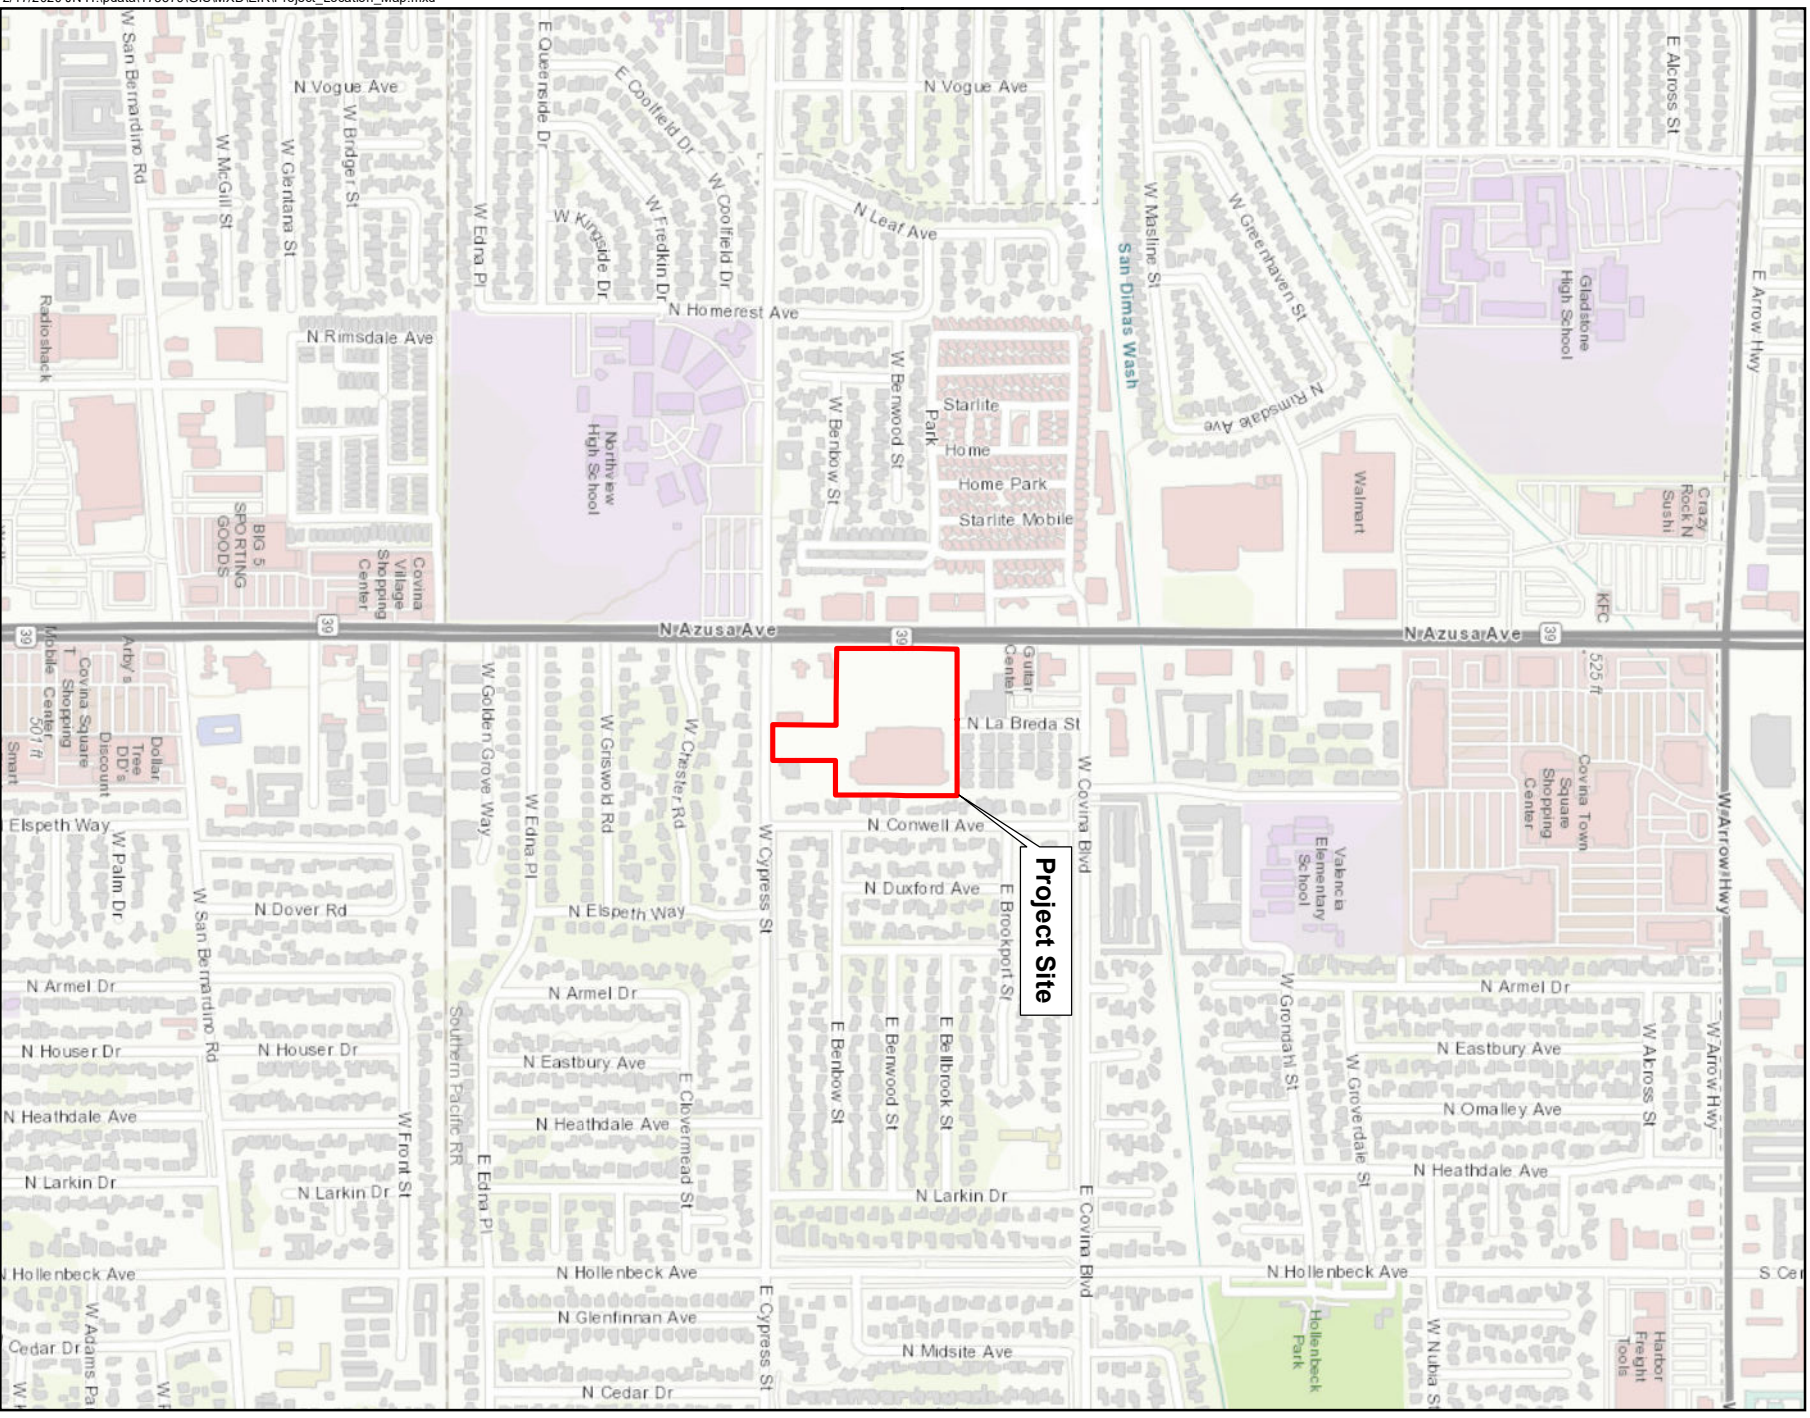 N Vogue Ave
N Vogue Ave
E Queenside Dr
E Coolfield Dr
E Alcross St
W San Bernardino Rd
W McGill St
W Glentana St
W Bridger St
W Edna Pl
W Kingside Dr
W Fredkin Dr
W Coolfield Dr
N Leaf Ave
W Masline St
W Greenhaven St
San Dimas Wash
Gladstone
High School
E Arrow Hwy
Radioshack
N Rimsdale Ave
N Homerest Ave
W Benwood St
W Benbow St
Park
Starlite
Home
Home Park
Starlite Mobile
N Rimsdale Ave
Northview
High School
Walmart
Crazy
Rock N
Sushi
BIG 5
SPORTING
GOODS
Covina
Village
Shopping
Center
KFC
39
39
N Azusa Ave
39
N Azusa Ave
39
525 ft
Mobile Center
T Shopping
Covina Square
Arby's
501 ft
Smart
Discount
DD's
Tree
Dollar
W Golden Grove Way
W Griswold Rd
W Chester Rd
W Edna Pl
Guitar
Center
N La Breda St
W Covina Blvd
Covina Town
Square
Shopping
Center
W Arrow Hwy
Elspeth Way
W Palm Dr
W Cypress St
N Conwell Ave
N Duxford Ave
E Brookport St
Project Site
Valencia
Elementary
School
N Dover Rd
N Elspeth Way
W San Bernardino Rd
N Armel Dr
N Armel Dr
N Armel Dr
Southern Pacific RR
E Benbow St
E Benwood St
E Bellbrook St
W Grondahl St
W Groverdale St
W Alcross St
W Arrow Hwy
N Houser Dr
N Houser Dr
N Eastbury Ave
N Eastbury Ave
N Heathdale Ave
W Front St
N Heathdale Ave
E Clovermead St
N Omalley Ave
N Heathdale Ave
N Larkin Dr
N Larkin Dr
E Edna Pl
N Larkin Dr
E Covina Blvd
N Hollenbeck Ave
N Hollenbeck Ave
N Hollenbeck Ave
S Cer
N Glenfinnan Ave
E Cypress St
Hollenbeck
Park
W Nubia St
Harbor
Freight
Tools
Cedar Dr
W Adams Pa
N Midsite Ave
N Cedar Dr